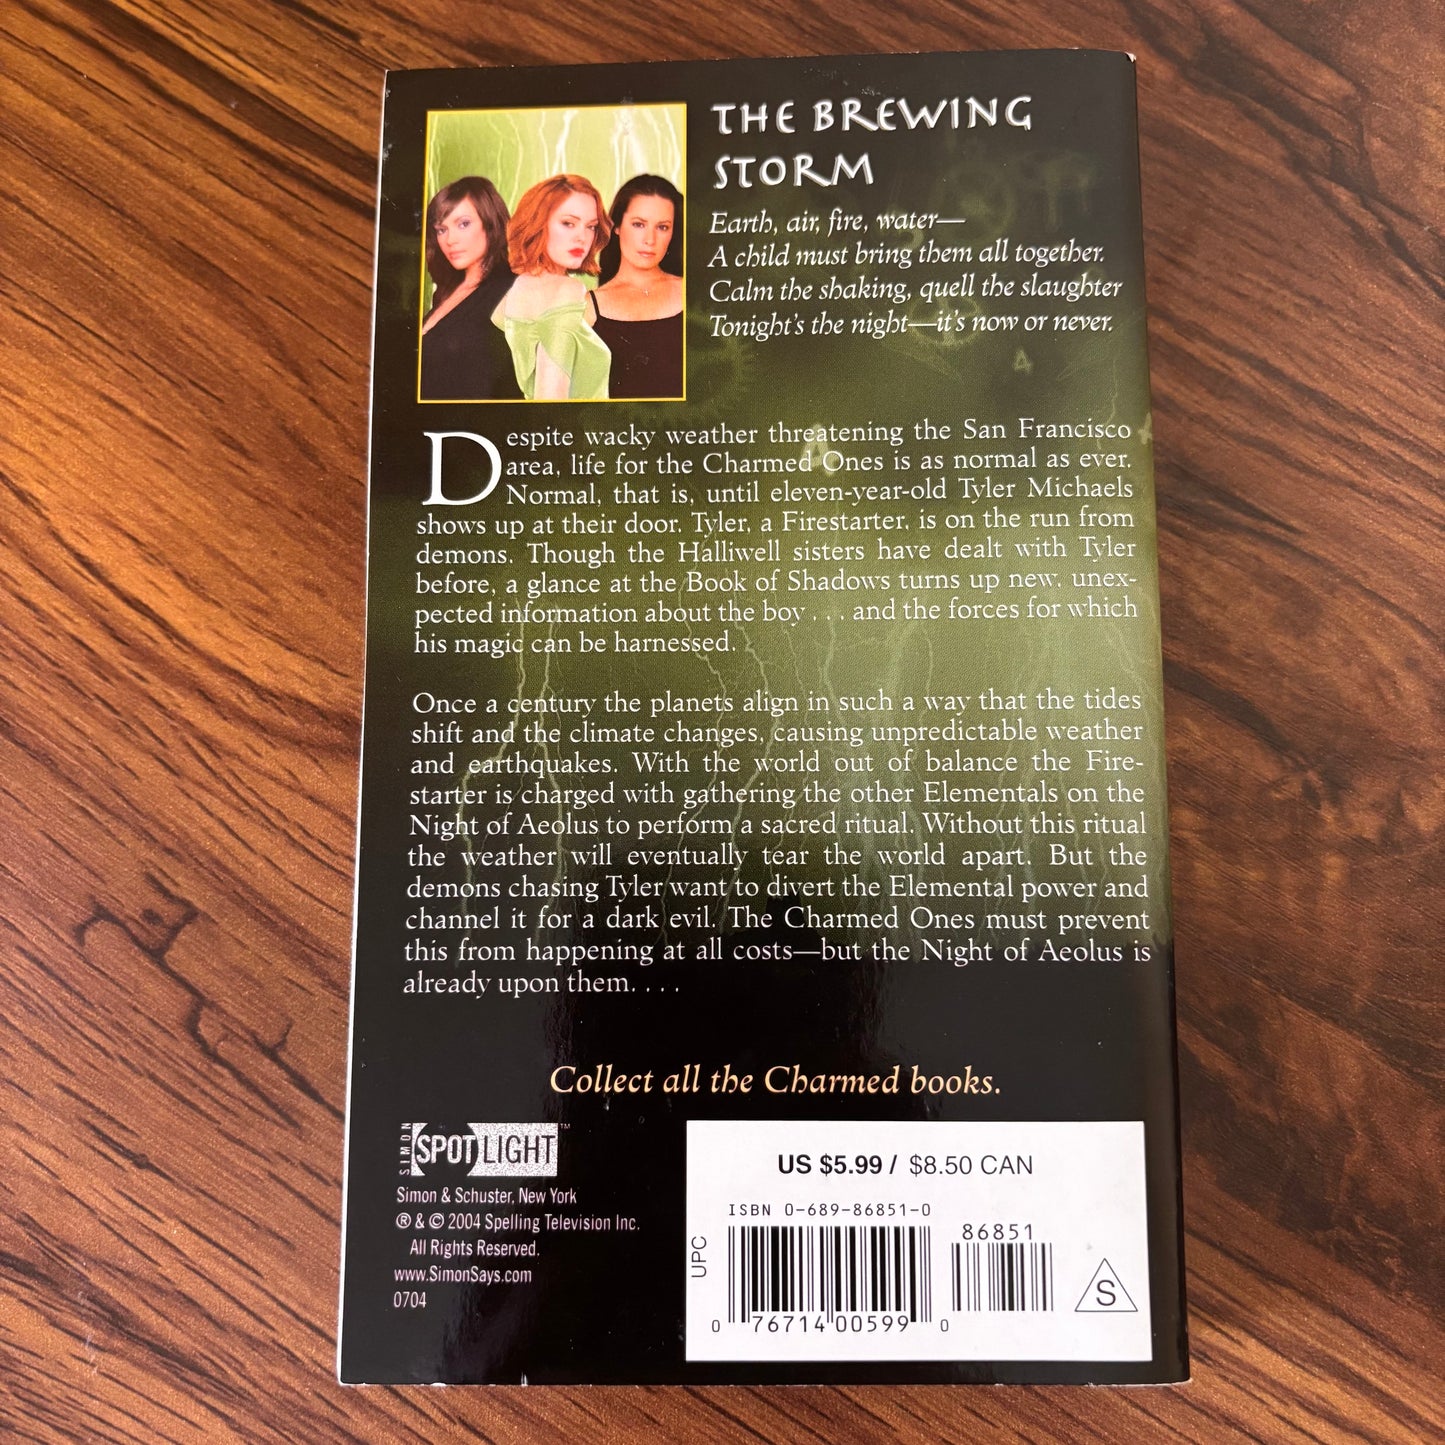 THE BREWING
STORM
Earth, air, fire, water—
A child must bring them all together.
Calm the shaking, quell the slaughter
Tonight's the night—it's now or never.
Despite wacky weather threatening the San Francisco
area, life for the Charmed Ones is as normal as ever.
Normal, that is, until eleven-year-old Tyler Michaels
shows up at their door. Tyler, a Firestarter, is on the run from
demons. Though the Halliwell sisters have dealt with Tyler
before, a glance at the Book of Shadows turns up new, unex-
pected information about the boy . . . and the forces for which
his magic can be harnessed.
Once a century the planets align in such a way that the tides
shift and the climate changes, causing unpredictable weather
and earthquakes. With the world out of balance the Fire-
starter is charged with gathering the other Elementals on the
Night of Aeolus to perform a sacred ritual. Without this ritual
the weather will eventually tear the world apart. But the
demons chasing Tyler want to divert the Elemental power and
channel it for a dark evil. The Charmed Ones must prevent
this from happening at all costs—but the Night of Aeolus is
already upon them. . . .
Collect all the Charmed books.
SIMON SPOTLIGHT™
Simon & Schuster, New York
® & © 2004 Spelling Television Inc.
All Rights Reserved.
www.SimonSays.com
0704
US $5.99 / $8.50 CAN
ISBN 0-689-86851-0
86851
UPC
S
0 76714 00599 0
4
4